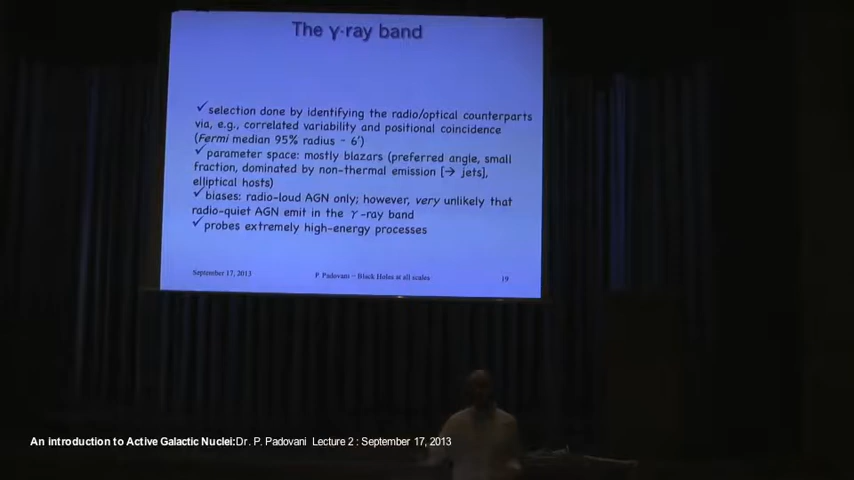 The γ-ray band
✓selection done by identifying the radio/optical counterparts
via, e.g., correlated variability and positional coincidence
(Fermi median 95% radius ~ 6')
✓parameter space: mostly blazars (preferred angle, small
fraction, dominated by non-thermal emission [→ jets],
elliptical hosts)
✓biases: radio-loud AGN only; however, very unlikely that
radio-quiet AGN emit in the γ-ray band
✓probes extremely high-energy processes
September 17, 2013 P. Padovani − Black Holes at all scales 19
An introduction to Active Galactic Nuclei:Dr. P. Padovani Lecture 2 : September 17, 2013